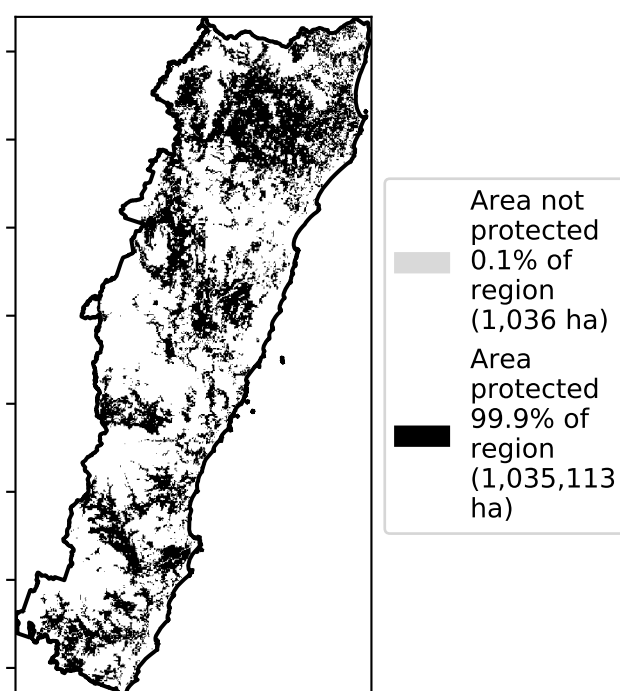 Area not
protected
0.1% of
region
(1,036 ha)
Area
protected
99.9% of
region
(1,035,113
ha)